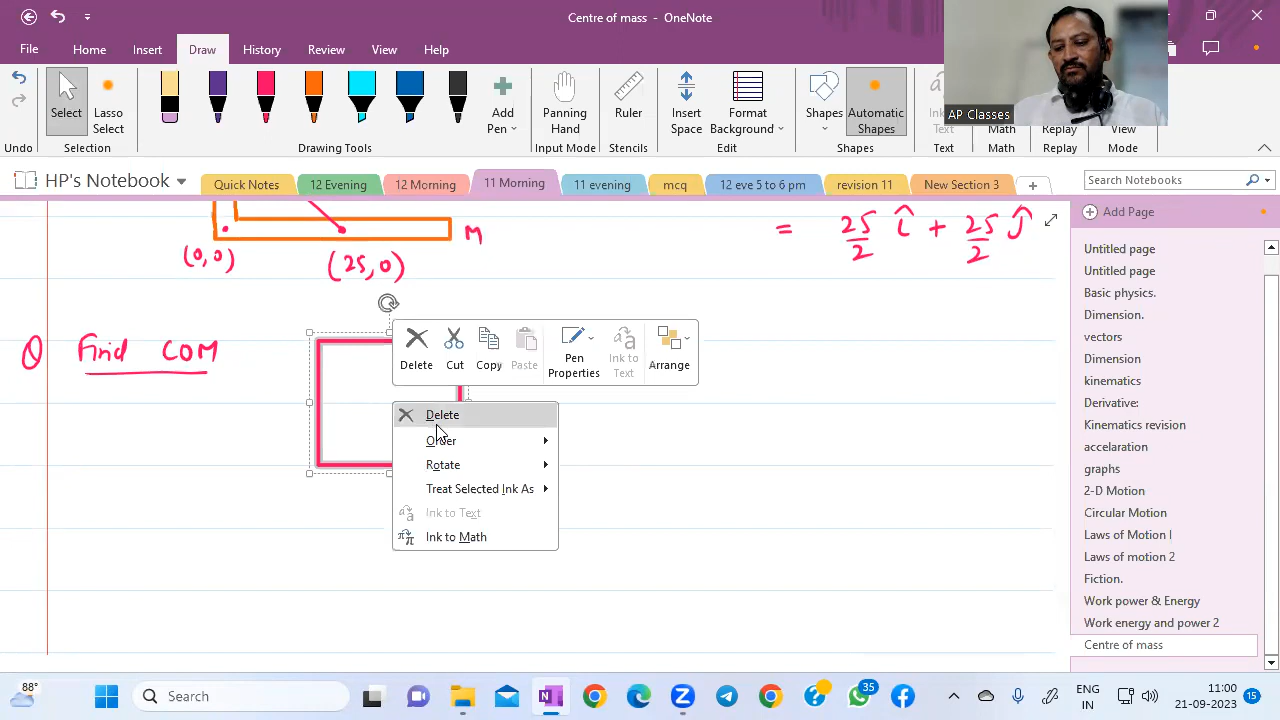 Centre of mass - OneNote
File Home Insert Draw History Review View Help
Select
Lasso Select
Add Pen
Panning Hand
Ruler
Insert Space
Format Background
Shapes
Automatic Shapes
Ink to Text
Math
Replay
View
Undo Selection Drawing Tools Input Mode Stencils Edit Shapes Text Math Replay Mode
AP Classes
HP's Notebook
Quick Notes 12 Evening 12 Morning 11 Morning 11 evening mcq 12 eve 5 to 6 pm revision 11 New Section 3
Search Notebooks
Add Page
Untitled page
Untitled page
Basic physics.
Dimension.
vectors
Dimension
kinematics
Derivative:
Kinematics revision
accelaration
graphs
2-D Motion
Circular Motion
Laws of Motion I
Laws of motion 2
Fiction.
Work power & Energy
Work energy and power 2
Centre of mass
M
(0,0) (25,0)
= 25/2 î + 25/2 ĵ
Q Find COM
Delete Cut Copy Paste Pen Properties Ink to Text Arrange
Delete
Order
Rotate
Treat Selected Ink As
Ink to Text
Ink to Math
88°
Search
35
ENG
IN
11:00
21-09-2023
15